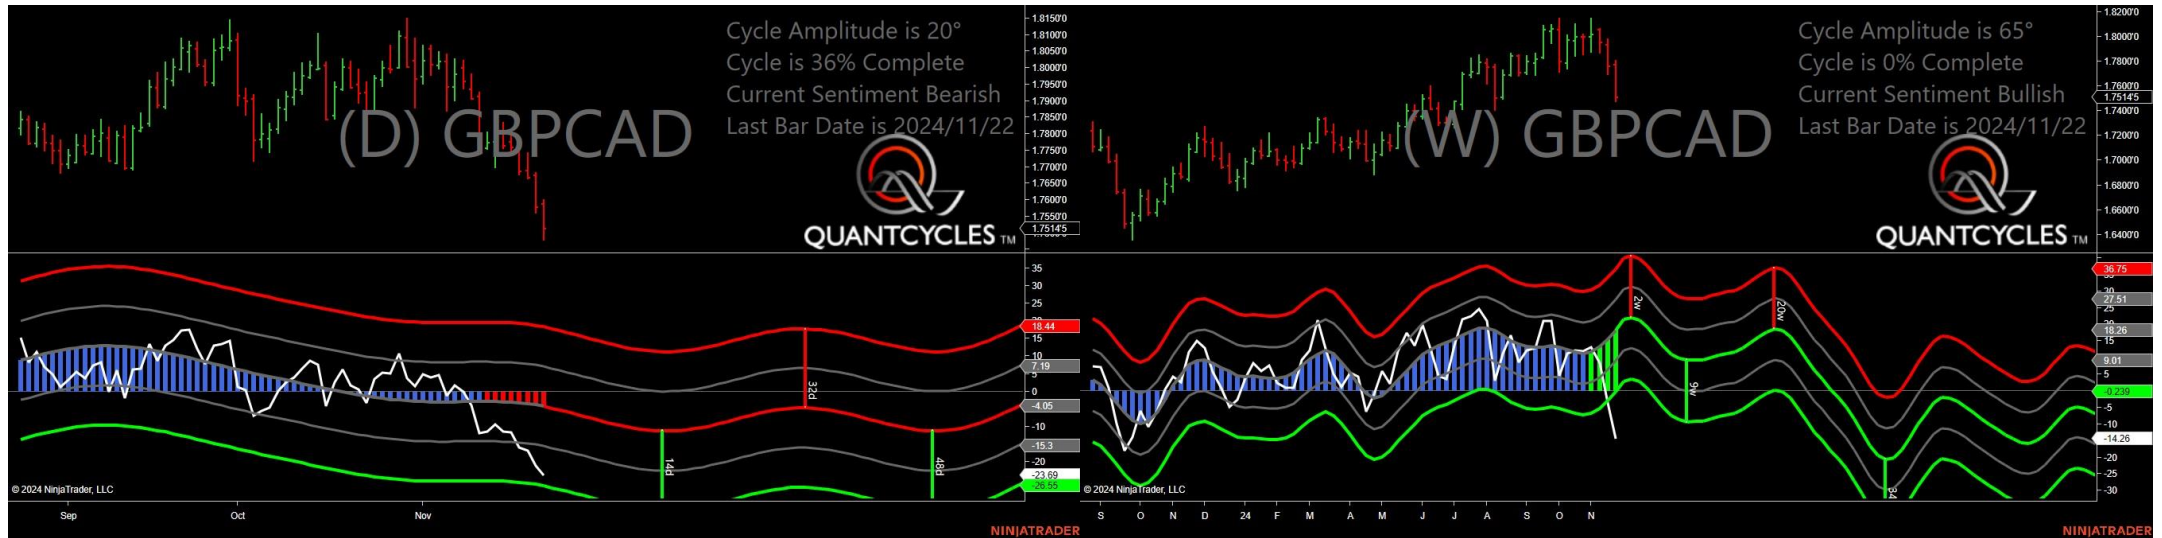 Cycle Amplitude is 20°
Cycle is 36% Complete
Current Sentiment Bearish
Last Bar Date is 2024/11/22
(D) GBPCAD
QUANTCYCLES TM
1.8150'0
1.8100'0
1.8050'0
1.8000'0
1.7950'0
1.7900'0
1.7850'0
1.7800'0
1.7750'0
1.7700'0
1.7650'0
1.7600'0
1.7550'0
1.7514'5
35
30
25
18.44
15
10
7.19
5
0
-4.05
-10
-15.3
-20
-23.69
-26.55
32d
14d
48d
© 2024 NinjaTrader, LLC
Sep
Oct
Nov
NINJATRADER
Cycle Amplitude is 65°
Cycle is 0% Complete
Current Sentiment Bullish
Last Bar Date is 2024/11/22
(W) GBPCAD
QUANTCYCLES TM
1.8200'0
1.8000'0
1.7800'0
1.7600'0
1.7514'5
1.7400'0
1.7200'0
1.7000'0
1.6800'0
1.6600'0
1.6400'0
36.75
27.51
25
18.26
15
9.01
5
-0.239
-5
-10
-14.26
-20
-25
-30
2w
20w
9w
© 2024 NinjaTrader, LLC
S
O
N
D
24
F
M
A
M
J
J
A
S
O
N
NINJATRADER